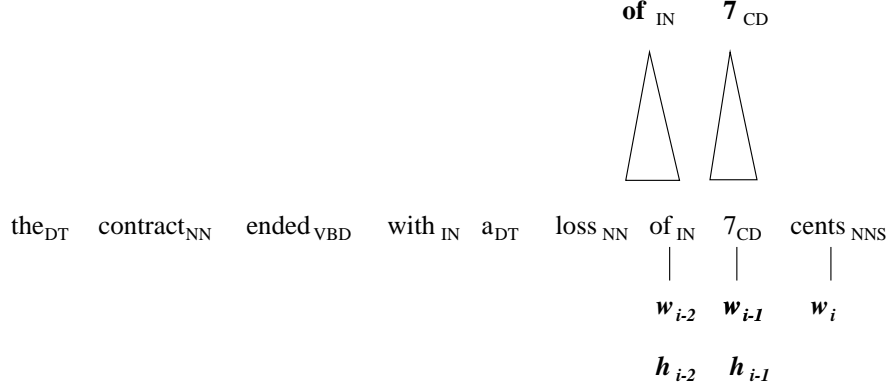 of IN 7 CD
the DT contract NN ended VBD with IN a DT loss NN of IN 7 CD cents NNS
w i-2 w i-1 w i
h i-2 h i-1